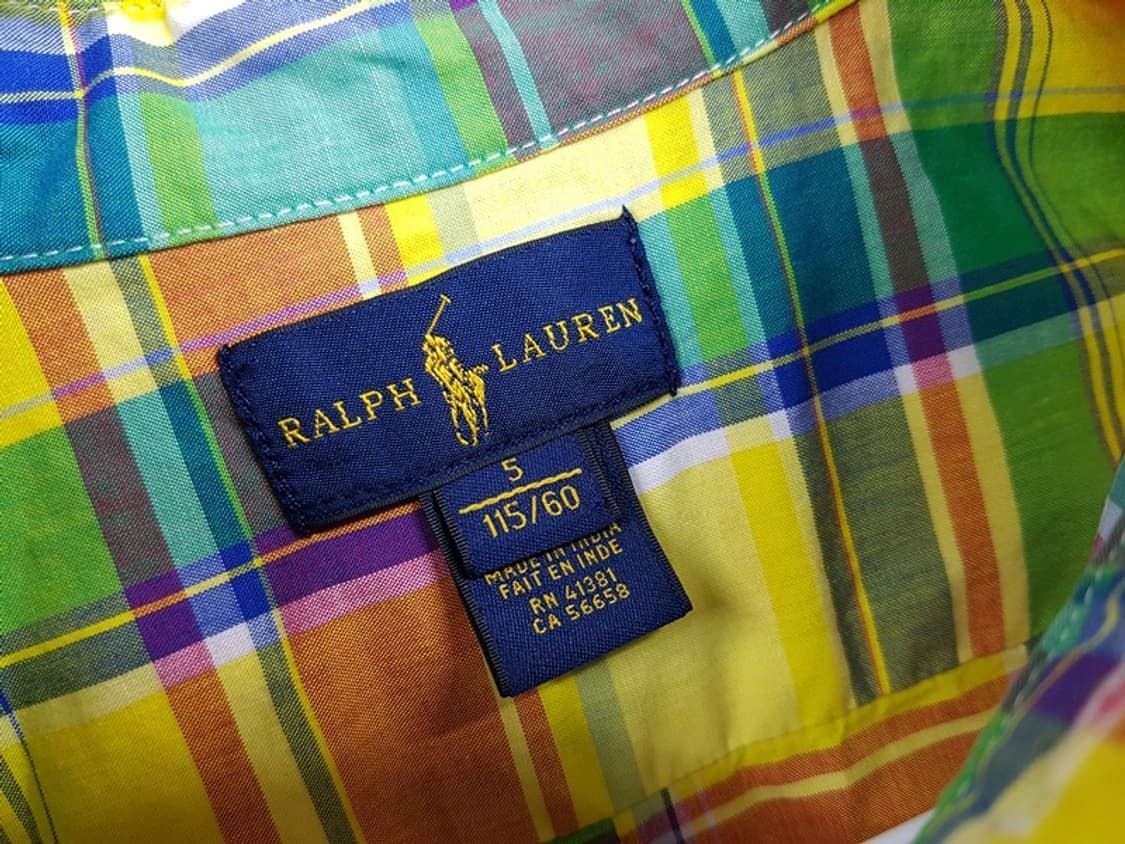 RALPH LAUREN
5
115/60
MADE IN INDIA
FAIT EN INDE
RN 41381
CA 56658